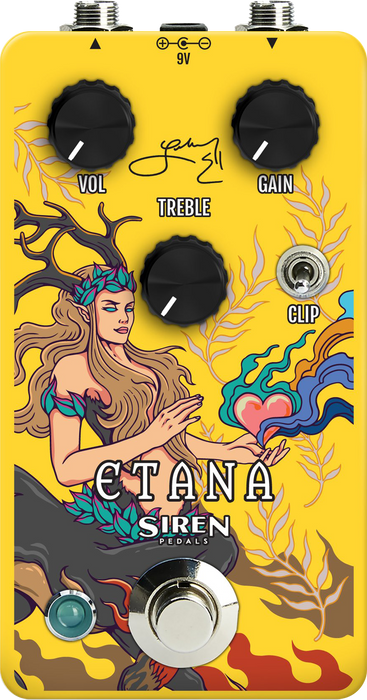 9V
VOL
GAIN
TREBLE
CLIP
ETANA
SIREN
PEDALS